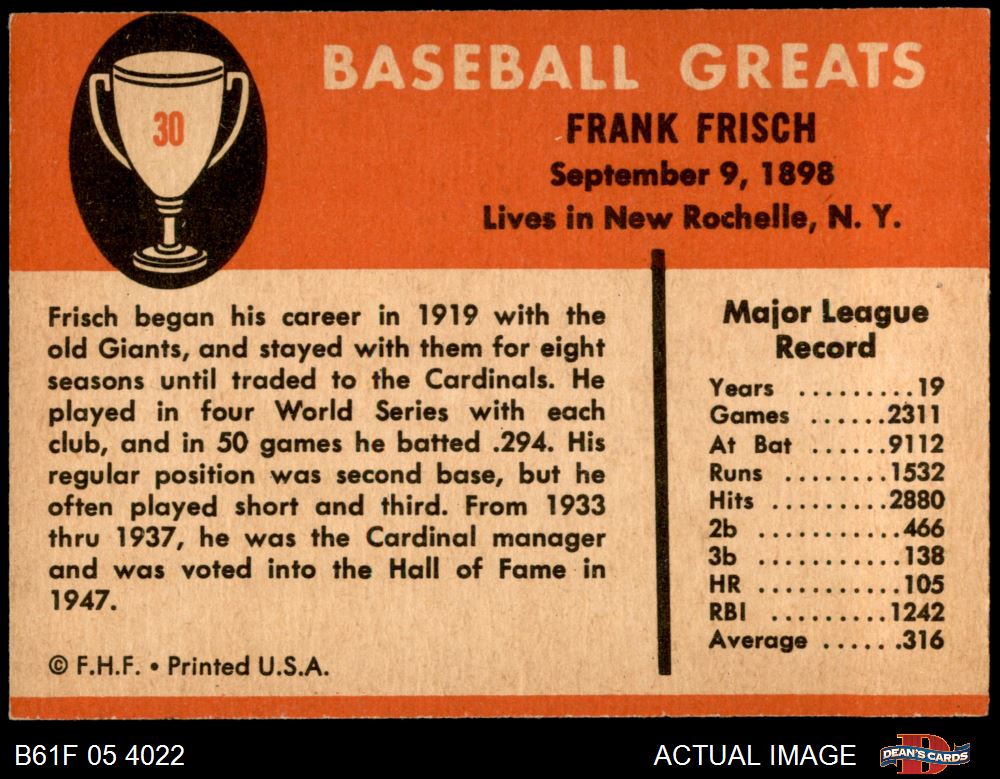 30
BASEBALL GREATS
FRANK FRISCH
September 9, 1898
Lives in New Rochelle, N. Y.
Frisch began his career in 1919 with the
old Giants, and stayed with them for eight
seasons until traded to the Cardinals. He
played in four World Series with each
club, and in 50 games he batted .294. His
regular position was second base, but he
often played short and third. From 1933
thru 1937, he was the Cardinal manager
and was voted into the Hall of Fame in
1947.
© F.H.F. • Printed U.S.A.
Major League
Record
Years .........19
Games ......2311
At Bat ......9112
Runs .......1532
Hits ........2880
2b ..........466
3b ..........138
HR ..........105
RBI .........1242
Average ......316
B61F 05 4022
ACTUAL IMAGE
DEAN'S CARDS